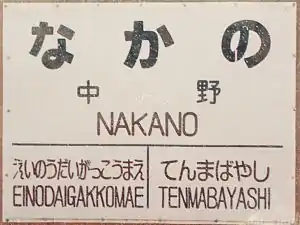 なかの
中野
NAKANO
えいのうだいがっこうまえ
EINODAIGAKKOMAE
てんまばやし
TENMABAYASHI